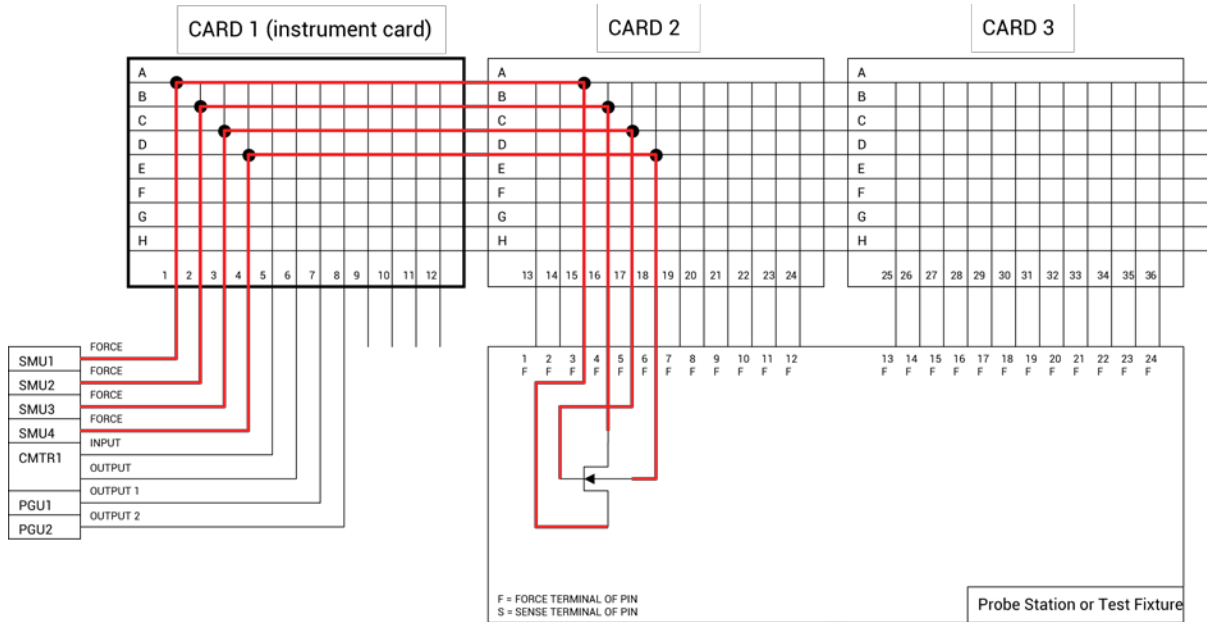 CARD 1 (instrument card)
CARD 2
CARD 3
A
B
C
D
E
F
G
H
1 2 3 4 5 6 7 8 9 10 11 12
A
B
C
D
E
F
G
H
13 14 15 16 17 18 19 20 21 22 23 24
A
B
C
D
E
F
G
H
25 26 27 28 29 30 31 32 33 34 35 36
SMU1
SMU2
SMU3
SMU4
CMTR1
PGU1
PGU2
FORCE
FORCE
FORCE
FORCE
INPUT
OUTPUT
OUTPUT 1
OUTPUT 2
1 2 3 4 5 6 7 8 9 10 11 12
F F F F F F F F F F F F
13 14 15 16 17 18 19 20 21 22 23 24
F F F F F F F F F F F F
F = FORCE TERMINAL OF PIN
S = SENSE TERMINAL OF PIN
Probe Station or Test Fixture